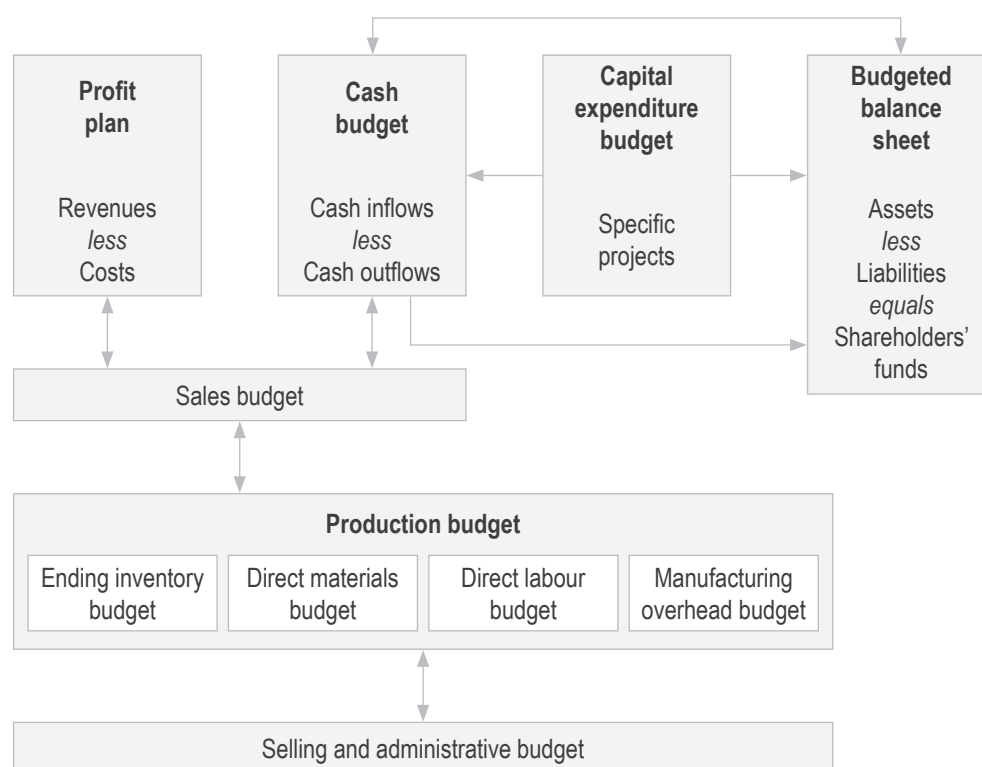 Profit
plan
Revenues
less
Costs
Cash
budget
Cash inflows
less
Cash outflows
Capital
expenditure
budget
Specific
projects
Budgeted
balance
sheet
Assets
less
Liabilities
equals
Shareholders’
funds
Sales budget
Production budget
Ending inventory
budget
Direct materials
budget
Direct labour
budget
Manufacturing
overhead budget
Selling and administrative budget